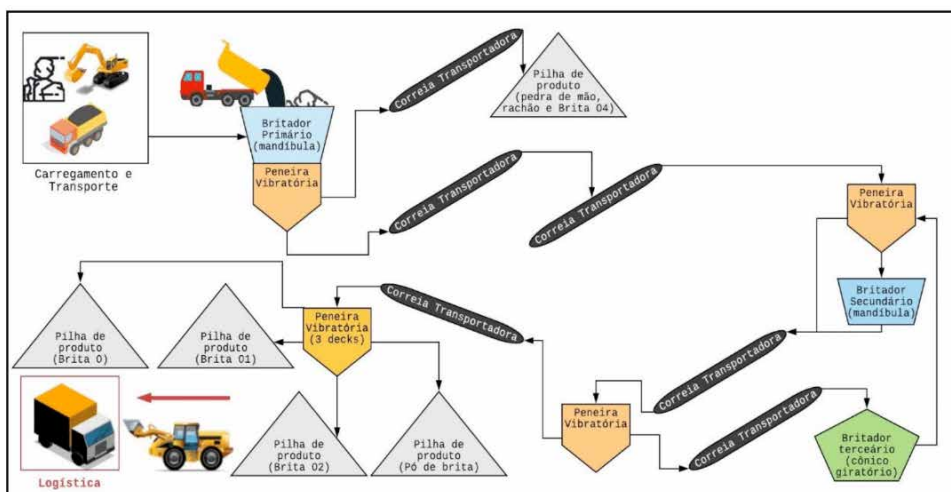 Carregamento e
Transporte
Britador
Primário
(mandíbula)
Peneira
Vibratória
Correia Transportadora
Pilha de
produto
(pedra de mão,
rachão e Brita 04)
Correia Transportadora
Correia Transportadora
Peneira
Vibratória
Britador
Secundário
(mandíbula)
Correia Transportadora
Peneira
Vibratória
Correia Transportadora
Britador
terceário
(cônico
giratório)
Correia Transportadora
Peneira
Vibratória
(3 decks)
Pilha de
produto
(Brita 0)
Pilha de
produto
(Brita 01)
Pilha de
produto
(Brita 02)
Pilha de
produto
(Pó de brita)
Logística